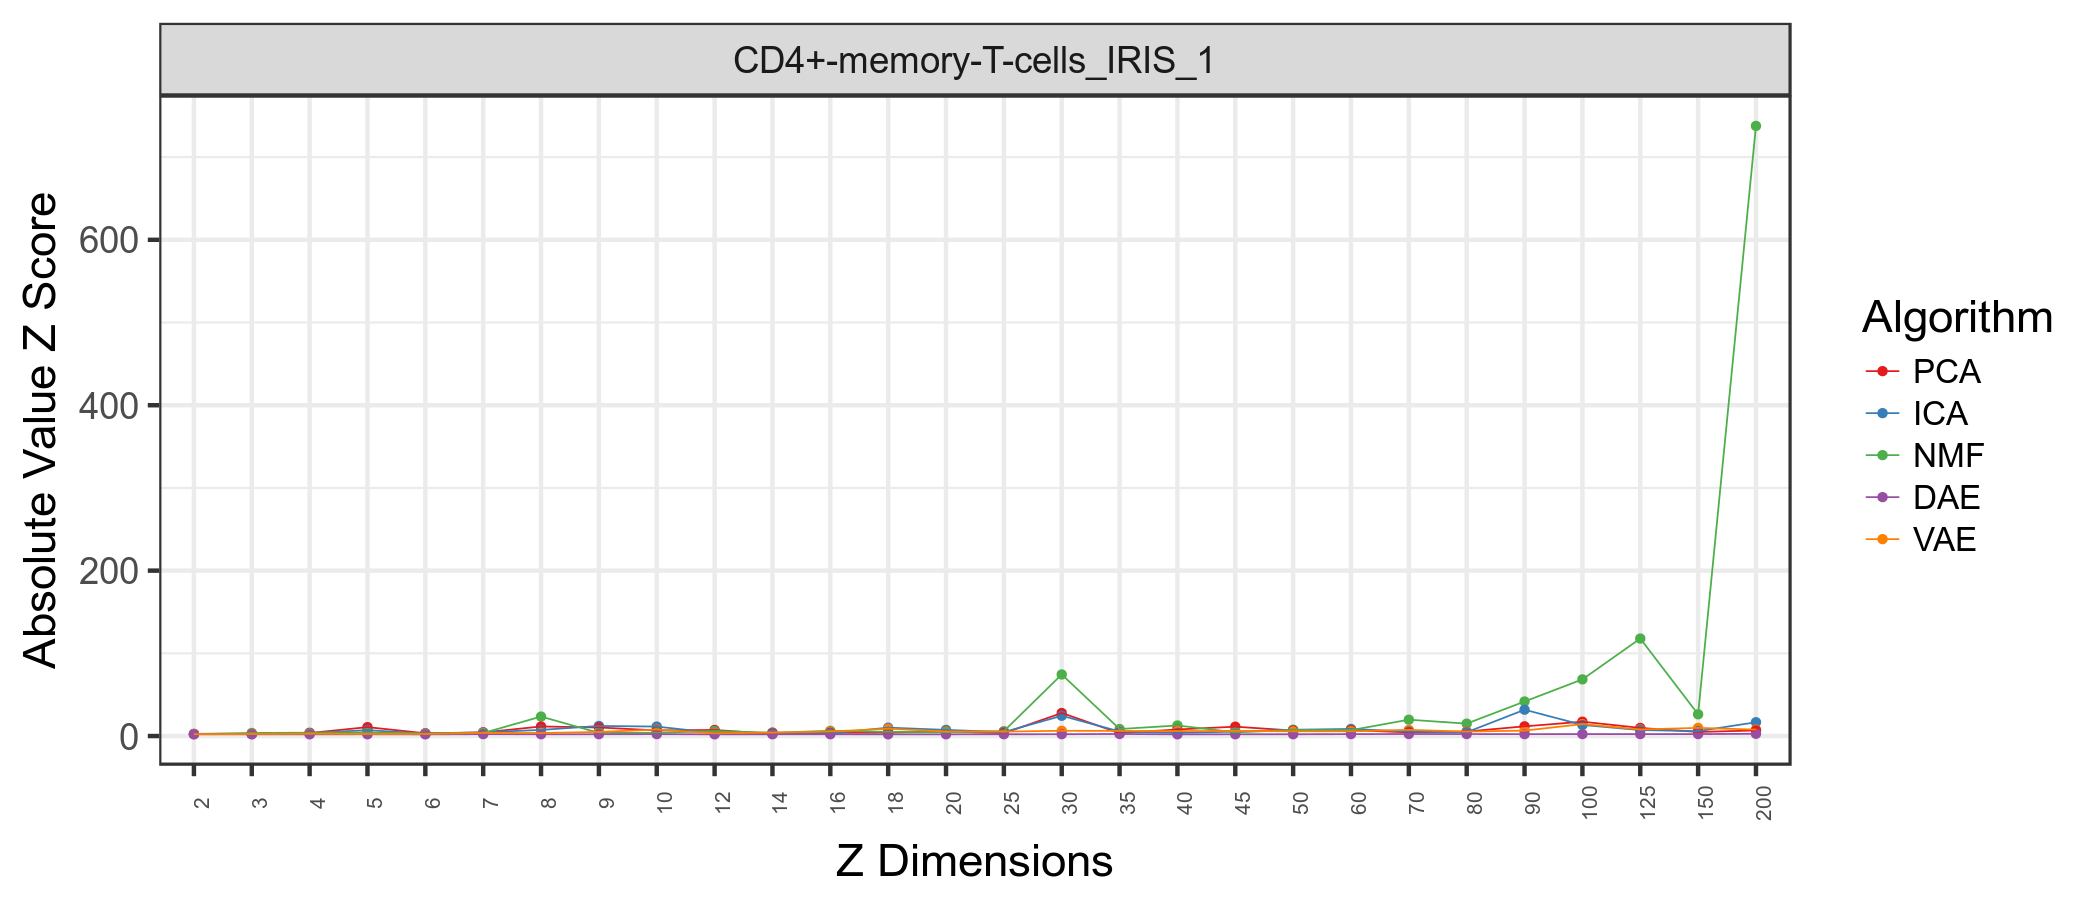 CD4+-memory-T-cells_IRIS_1
Absolute Value Z Score
600
400
200
0
2 3 4 5 6 7 8 9 10 12 14 16 18 20 25 30 35 40 45 50 60 70 80 90 100 125 150 200
Z Dimensions
Algorithm
PCA
ICA
NMF
DAE
VAE